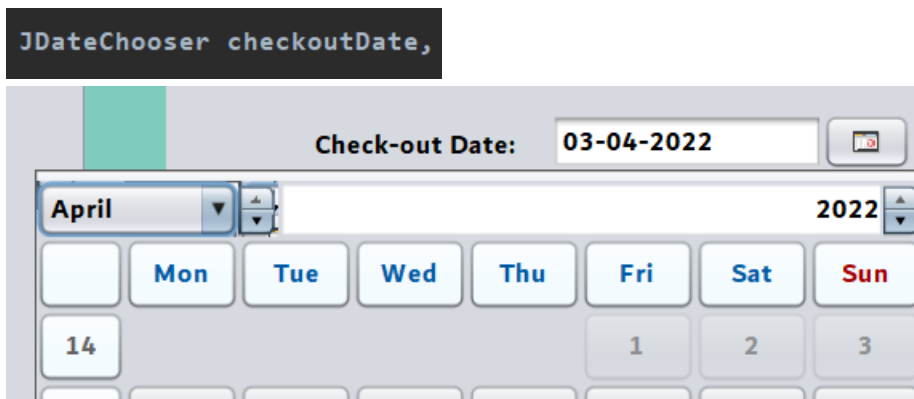 JDateChooser checkoutDate,
Check-out Date: 03-04-2022
April 2022
Mon Tue Wed Thu Fri Sat Sun
14 1 2 3